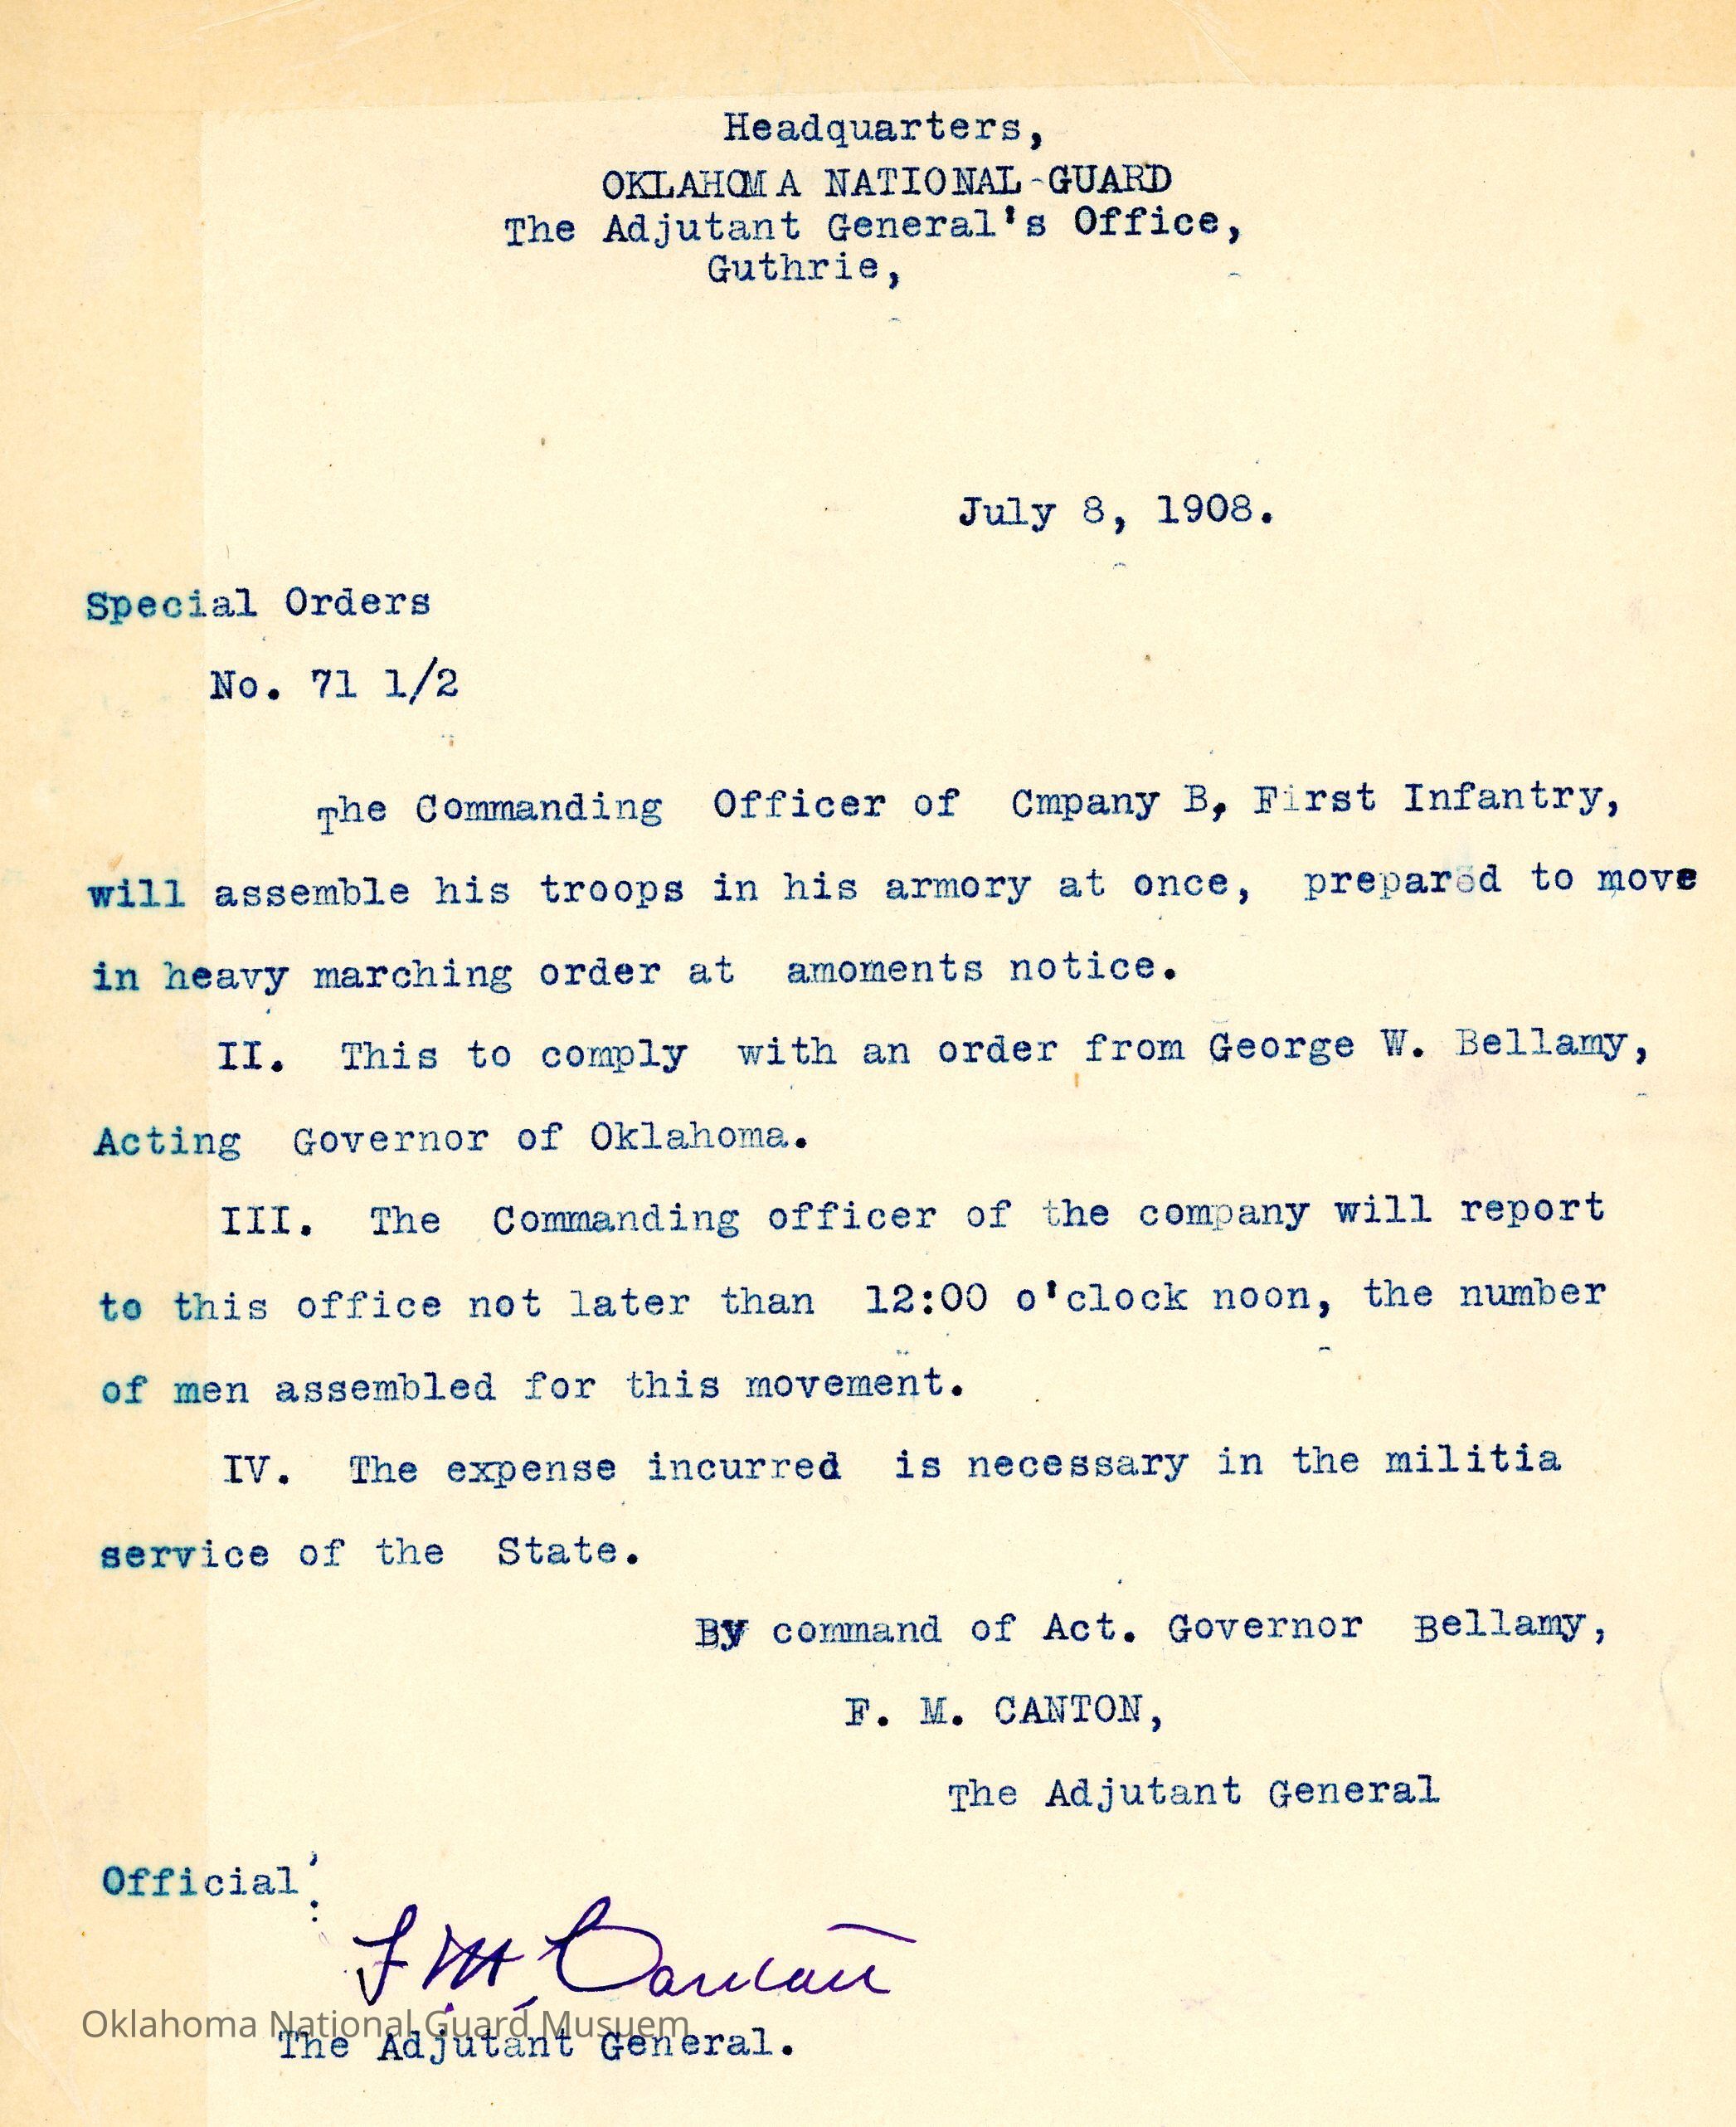 Headquarters,
OKLAHOMA NATIONAL-GUARD
The Adjutant General's Office,
Guthrie,
July 8, 1908.
Special Orders
No. 71 1/2
The Commanding Officer of Cmpany B, First Infantry,
will assemble his troops in his armory at once, prepared to move
in heavy marching order at amoments notice.
II. This to comply with an order from George W. Bellamy,
Acting Governor of Oklahoma.
III. The Commanding officer of the company will report
to this office not later than 12:00 o'clock noon, the number
of men assembled for this movement.
IV. The expense incurred is necessary in the militia
service of the State.
By command of Act. Governor Bellamy,
F. M. CANTON,
The Adjutant General
Official:
F. M. Canton
Oklahoma National Guard Musuem
The Adjutant General.